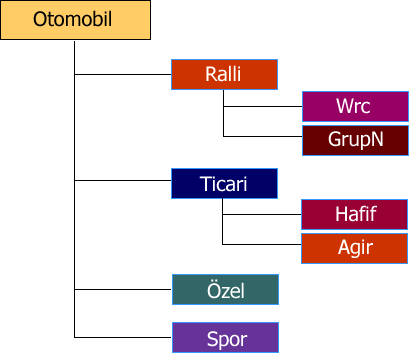 Otomobil
Ralli
Wrc
GrupN
Ticari
Hafif
Agir
Özel
Spor